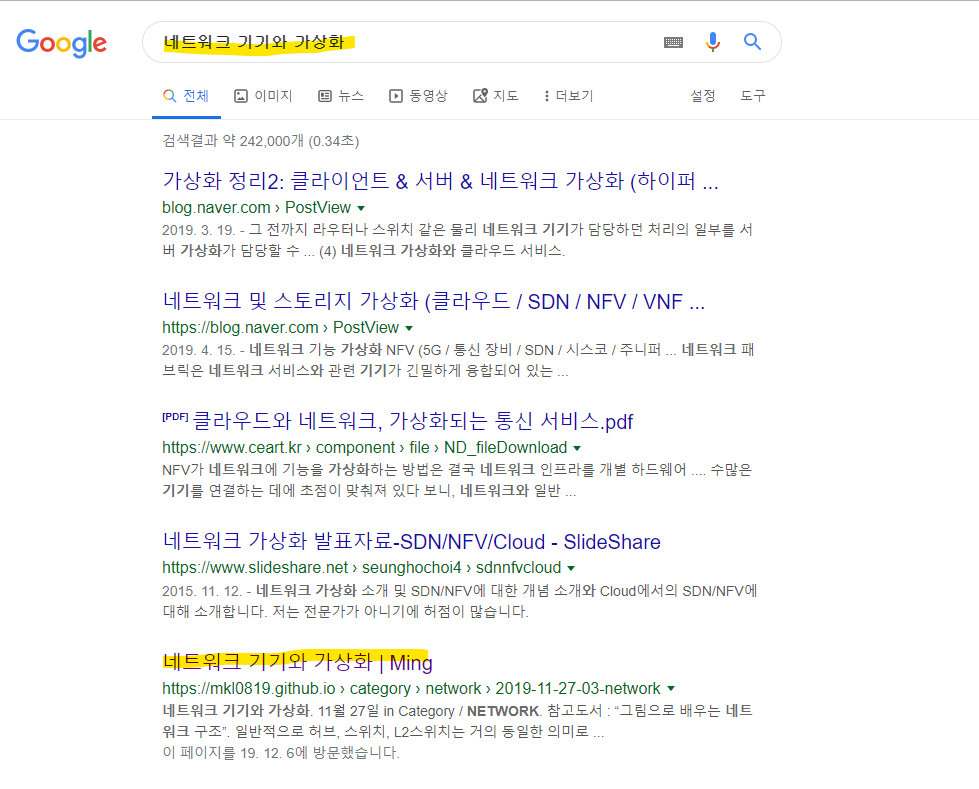 Google
네트워크 기기와 가상화
전체 이미지 뉴스 동영상 지도 더보기 설정 도구
검색결과 약 242,000개 (0.34초)
가상화 정리2: 클라이언트 & 서버 & 네트워크 가상화 (하이퍼 ...
blog.naver.com › PostView
2019. 3. 19. - 그 전까지 라우터나 스위치 같은 물리 네트워크 기기가 담당하던 처리의 일부를 서
버 가상화가 담당할 수 ... (4) 네트워크 가상화와 클라우드 서비스.
네트워크 및 스토리지 가상화 (클라우드 / SDN / NFV / VNF ...
https://blog.naver.com › PostView
2019. 4. 15. - 네트워크 기능 가상화 NFV (5G / 통신 장비 / SDN / 시스코 / 주니퍼 ... 네트워크 패
브릭은 네트워크 서비스와 관련 기기가 긴밀하게 융합되어 있는 ...
[PDF] 클라우드와 네트워크, 가상화되는 통신 서비스.pdf
https://www.ceart.kr › component › file › ND_fileDownload
NFV가 네트워크에 기능을 가상화하는 방법은 결국 네트워크 인프라를 개별 하드웨어 .... 수많은
기기를 연결하는 데에 초점이 맞춰져 있다 보니, 네트워크와 일반 ...
네트워크 가상화 발표자료-SDN/NFV/Cloud - SlideShare
https://www.slideshare.net › seunghochoi4 › sdnnfvcloud
2015. 11. 12. - 네트워크 가상화 소개 및 SDN/NFV에 대한 개념 소개와 Cloud에서의 SDN/NFV에
대해 소개합니다. 저는 전문가가 아니기에 허점이 많습니다.
네트워크 기기와 가상화 | Ming
https://mkl0819.github.io › category › network › 2019-11-27-03-network
네트워크 기기와 가상화. 11월 27일 in Category / NETWORK. 참고도서 : “그림으로 배우는 네트
워크 구조”. 일반적으로 허브, 스위치, L2스위치는 거의 동일한 의미로 ...
이 페이지를 19. 12. 6에 방문했습니다.